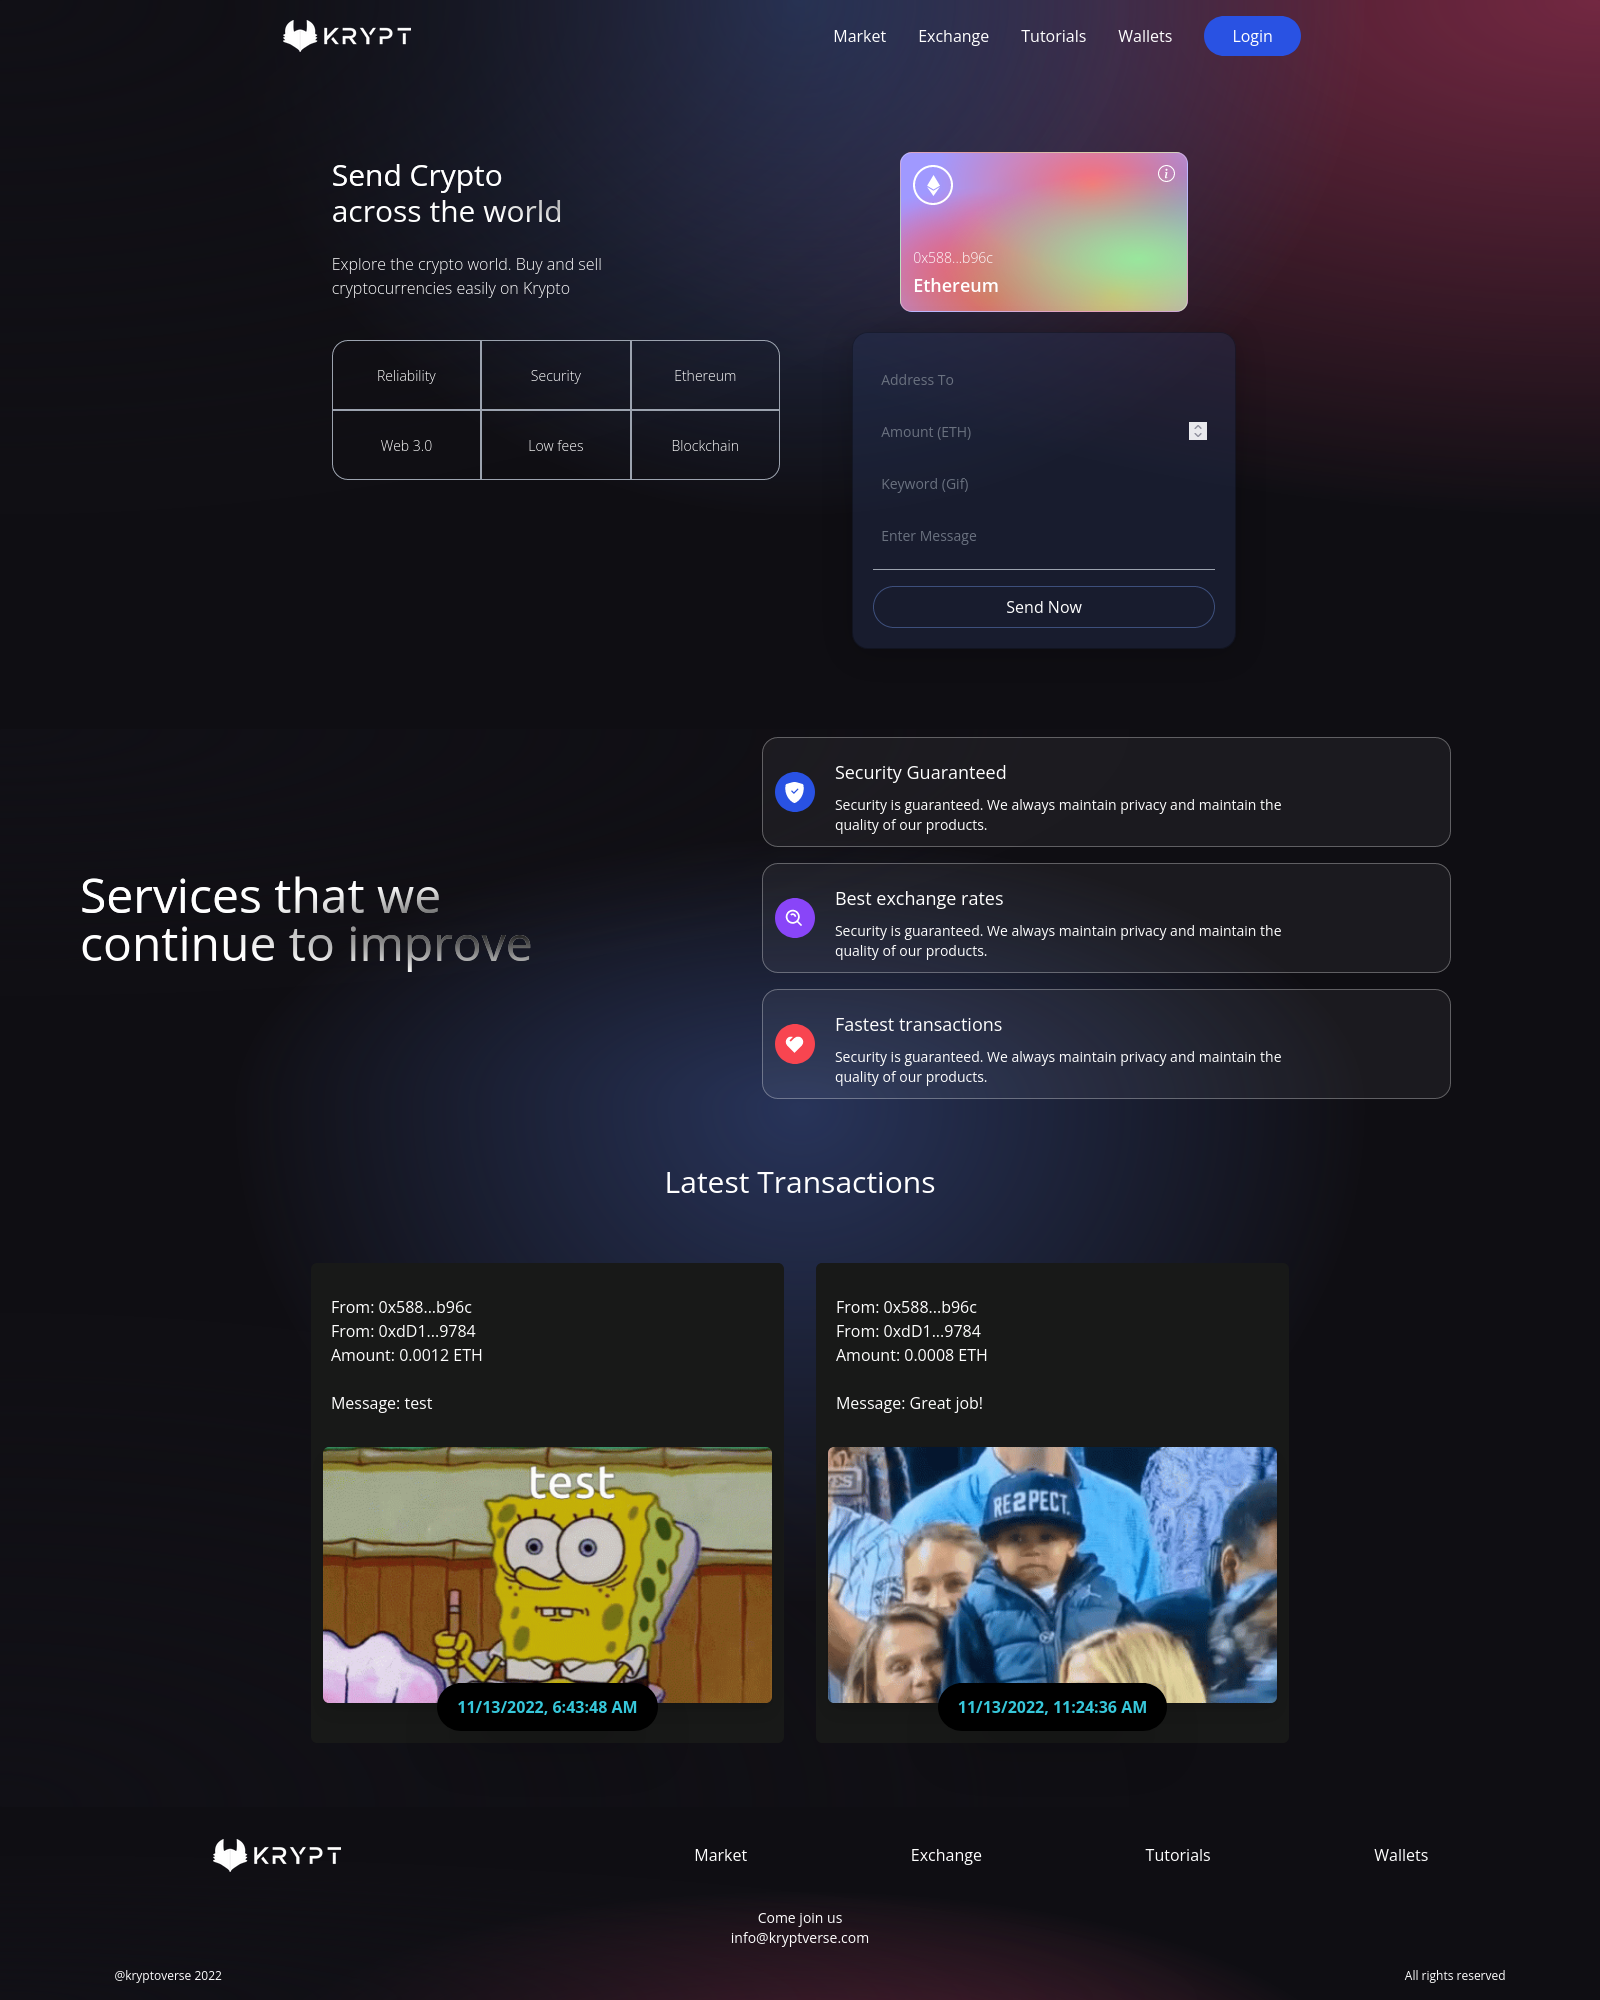 KRYPT
Market
Exchange
Tutorials
Wallets
Login
Send Crypto
across the world
Explore the crypto world. Buy and sell
cryptocurrencies easily on Krypto
Reliability
Security
Ethereum
Web 3.0
Low fees
Blockchain
0x588...b96c
Ethereum
Address To
Amount (ETH)
Keyword (Gif)
Enter Message
Send Now
Services that we
continue to improve
Security Guaranteed
Security is guaranteed. We always maintain privacy and maintain the
quality of our products.
Best exchange rates
Security is guaranteed. We always maintain privacy and maintain the
quality of our products.
Fastest transactions
Security is guaranteed. We always maintain privacy and maintain the
quality of our products.
Latest Transactions
From: 0x588...b96c
From: 0xdD1...9784
Amount: 0.0012 ETH
Message: test
test
11/13/2022, 6:43:48 AM
From: 0x588...b96c
From: 0xdD1...9784
Amount: 0.0008 ETH
Message: Great job!
RE2PECT.
11/13/2022, 11:24:36 AM
KRYPT
Market
Exchange
Tutorials
Wallets
Come join us
info@kryptverse.com
@kryptoverse 2022
All rights reserved